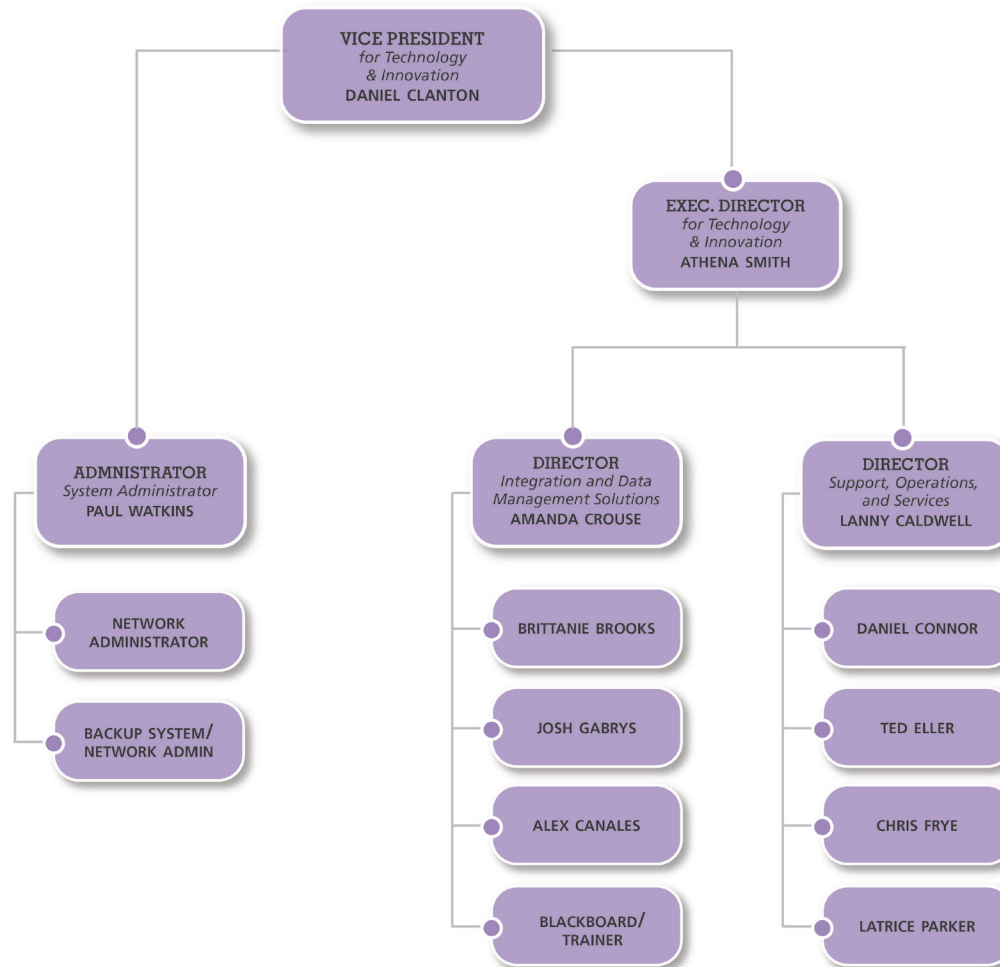 VICE PRESIDENT
for Technology
& Innovation
DANIEL CLANTON
EXEC. DIRECTOR
for Technology
& Innovation
ATHENA SMITH
ADMNISTRATOR
System Administrator
PAUL WATKINS
NETWORK
ADMINISTRATOR
BACKUP SYSTEM/
NETWORK ADMIN
DIRECTOR
Integration and Data
Management Solutions
AMANDA CROUSE
BRITTANIE BROOKS
JOSH GABRYS
ALEX CANALES
BLACKBOARD/
TRAINER
DIRECTOR
Support, Operations,
and Services
LANNY CALDWELL
DANIEL CONNOR
TED ELLER
CHRIS FRYE
LATRICE PARKER